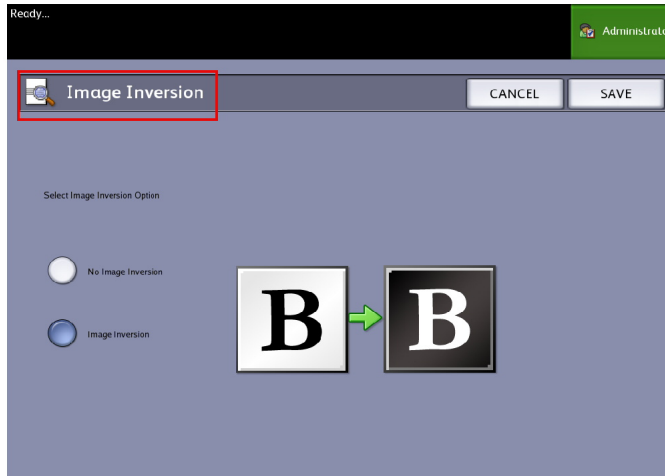 Ready...
Administrato
Image Inversion
CANCEL
SAVE
Select Image Inversion Option
No Image Inversion
Image Inversion
B
B